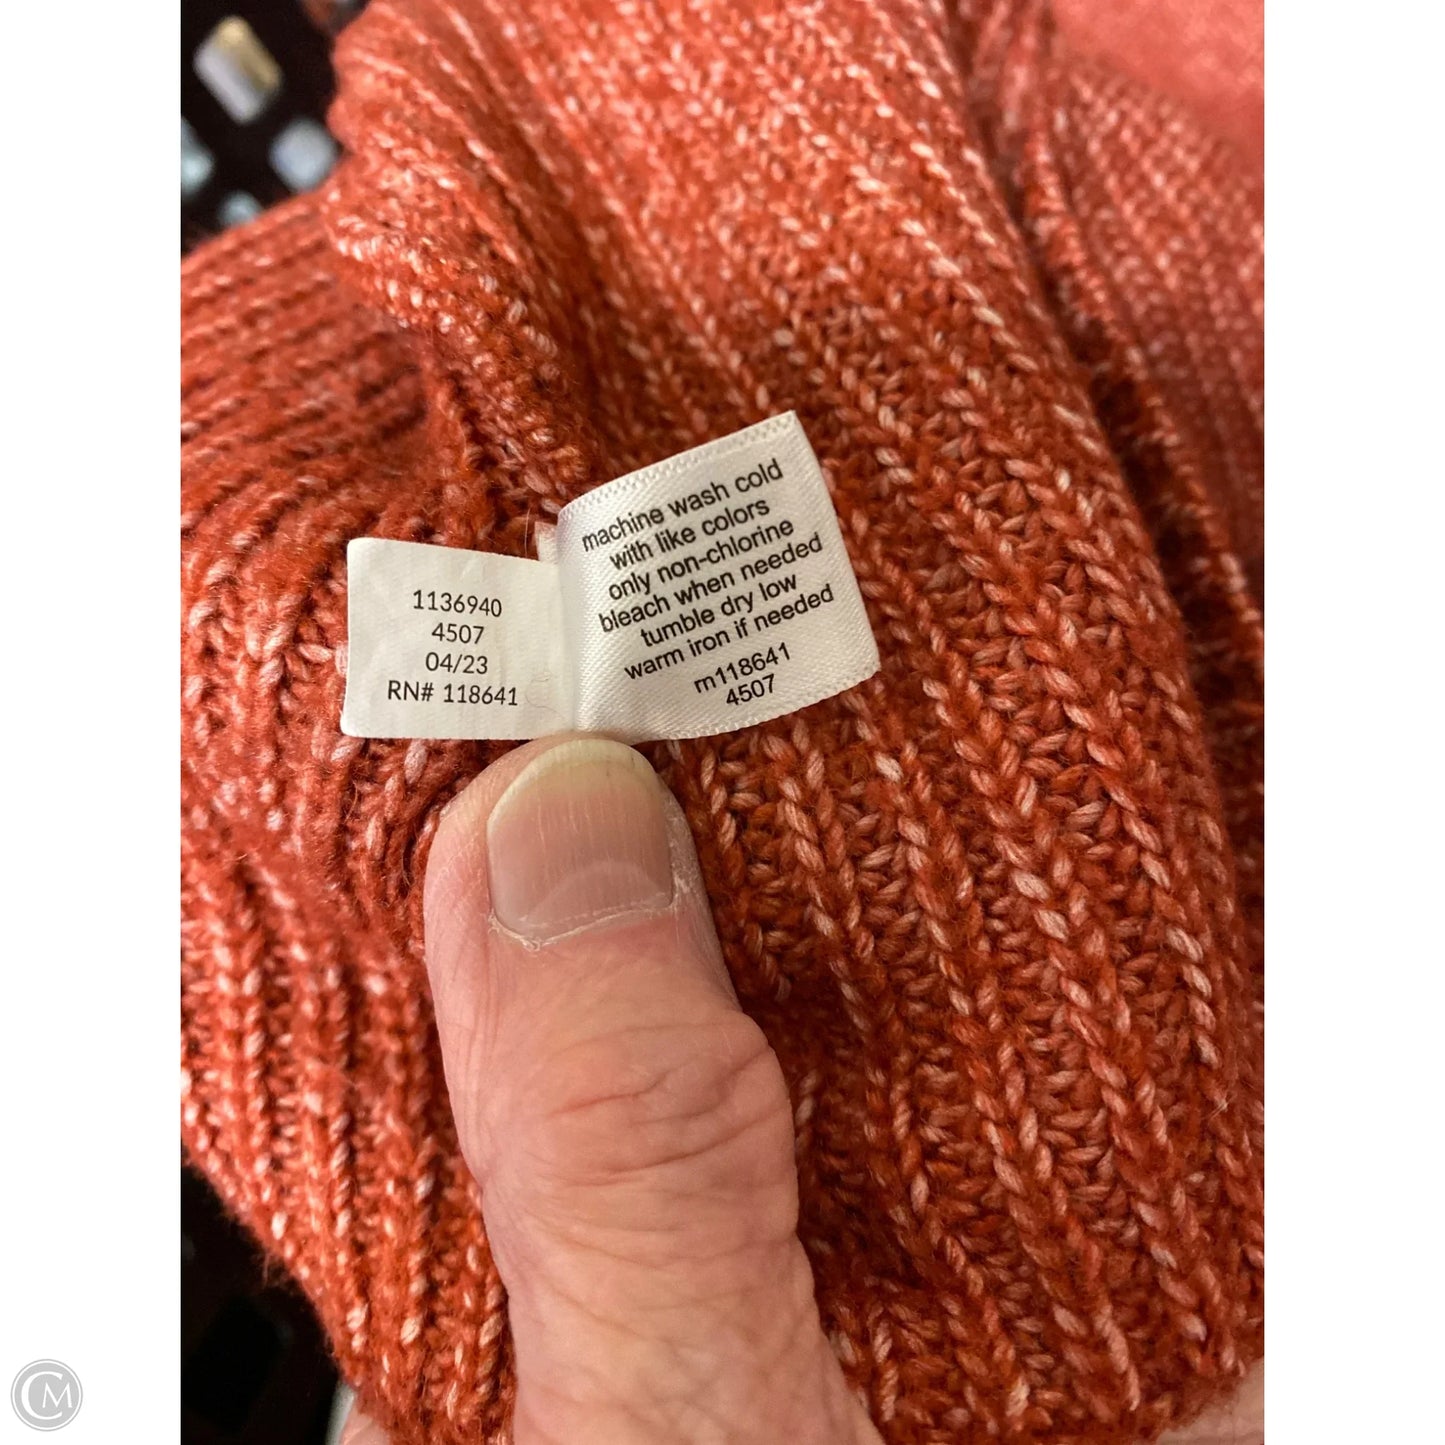 1136940
4507
04/23
RN# 118641
machine wash cold
with like colors
only non-chlorine
bleach when needed
tumble dry low
warm iron if needed
m118641
4507
CM